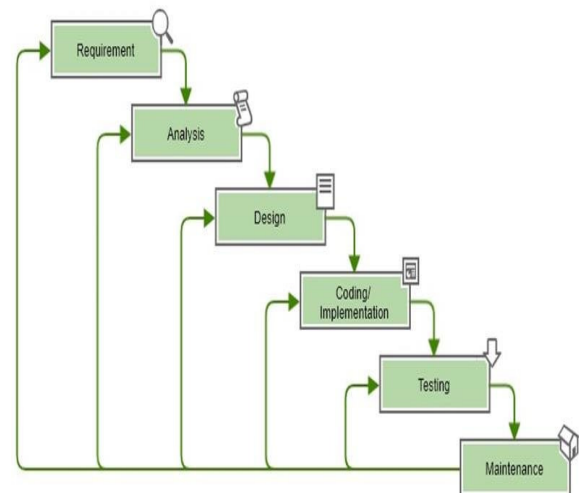 Requirement
Analysis
Design
Coding/
Implementation
Testing
Maintenance